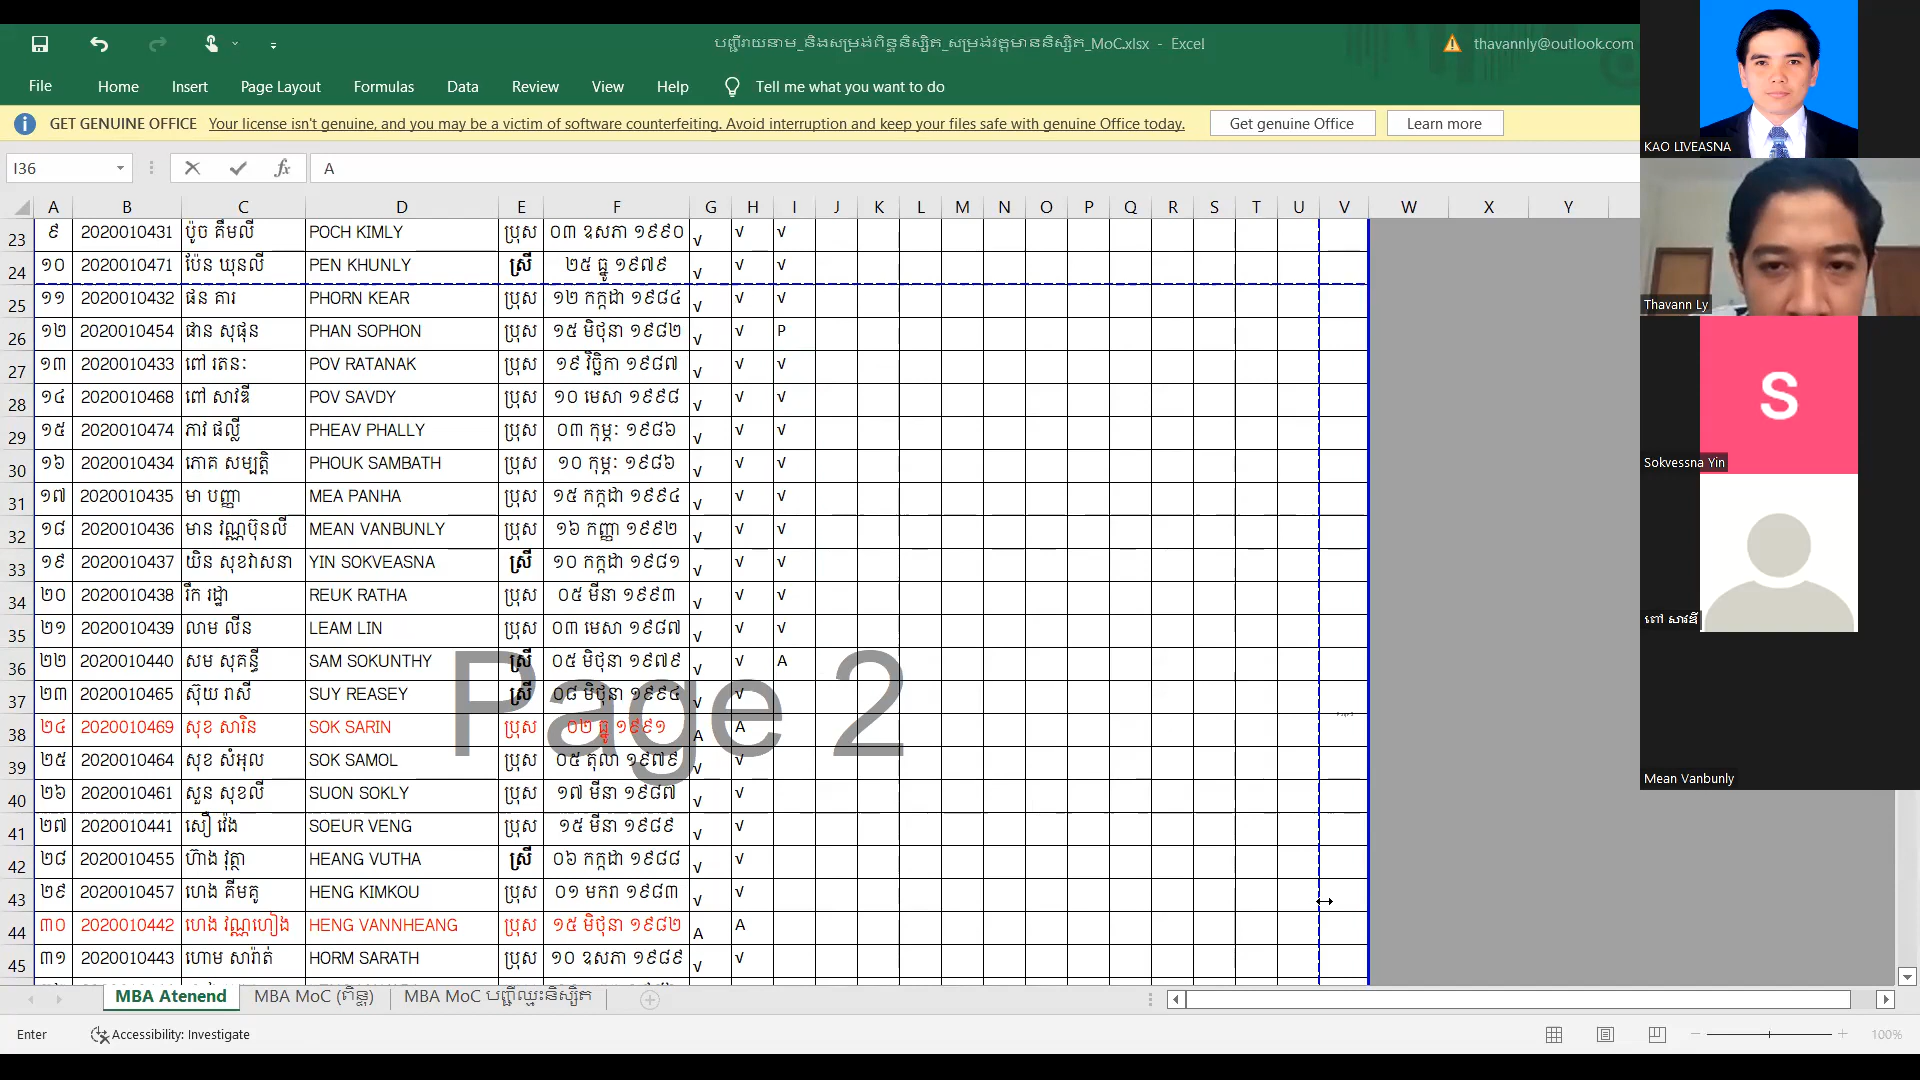 បញ្ជីរាយនាម_និងសម្រង់ពិន្ទុនិស្សិត_សម្រង់វត្តមាននិស្សិត_MoC.xlsx - Excel
thavannly@outlook.com
File Home Insert Page Layout Formulas Data Review View Help Tell me what you want to do
GET GENUINE OFFICE Your license isn't genuine, and you may be a victim of software counterfeiting. Avoid interruption and keep your files safe with genuine Office today. Get genuine Office Learn more
I36 fx A
A B C D E F G H I J K L M N O P Q R S T U V W X Y
23 ៩ 2020010431 ប៉ូច គឹមលី POCH KIMLY ប្រុស ០៣ ឧសភា ១៩៩០ √ √ √
24 ១០ 2020010471 ប៉ែន ឃុនលី PEN KHUNLY ស្រី ២៥ ធ្នូ ១៩៧៩ √ √ √
25 ១១ 2020010432 ផន គារ PHORN KEAR ប្រុស ១២ កក្កដា ១៩៨៤ √ √ √
26 ១២ 2020010454 ផាន សុផុន PHAN SOPHON ប្រុស ១៥ មិថុនា ១៩៨២ √ √ P
27 ១៣ 2020010433 ពៅ រតនៈ POV RATANAK ប្រុស ១៩ វិច្ឆិកា ១៩៨៧ √ √ √
28 ១៤ 2020010468 ពៅ សាវឌី POV SAVDY ប្រុស ១០ មេសា ១៩៩៨ √ √ √
29 ១៥ 2020010474 ភាវ ផល្លី PHEAV PHALLY ប្រុស ០៣ កុម្ភៈ ១៩៨៦ √ √ √
30 ១៦ 2020010434 ភោគ សម្បត្តិ PHOUK SAMBATH ប្រុស ១០ កុម្ភៈ ១៩៨៦ √ √ √
31 ១៧ 2020010435 មា បញ្ញា MEA PANHA ប្រុស ១៥ កក្កដា ១៩៩៤ √ √ √
32 ១៨ 2020010436 មាន វណ្ណប៊ុនលី MEAN VANBUNLY ប្រុស ១៦ កញ្ញា ១៩៩២ √ √ √
33 ១៩ 2020010437 យិន សុខវាសនា YIN SOKVEASNA ស្រី ១០ កក្កដា ១៩៨១ √ √ √
34 ២០ 2020010438 រឹក រដ្ឋា REUK RATHA ប្រុស ០៥ មីនា ១៩៩៣ √ √ √
35 ២១ 2020010439 លាម លីន LEAM LIN ប្រុស ០៣ មេសា ១៩៨៧ √ √ √
36 ២២ 2020010440 សម សុគន្ធី SAM SOKUNTHY ស្រី ០៥ មិថុនា ១៩៧៩ √ √ A
37 ២៣ 2020010465 ស៊ុយ រាសី SUY REASEY ស្រី ០៨ មិថុនា ១៩៩៤ √ √
38 ២៤ 2020010469 សុខ សារិន SOK SARIN ប្រុស ០២ ធ្នូ ១៩៩១ A A
39 ២៥ 2020010464 សុខ សំអុល SOK SAMOL ប្រុស ០៥ តុលា ១៩៧៩ √ √
40 ២៦ 2020010461 សួន សុខលី SUON SOKLY ប្រុស ១៧ មីនា ១៩៨៧ √ √
41 ២៧ 2020010441 សឿ វ៉េង SOEUR VENG ប្រុស ១៥ មីនា ១៩៨៩ √ √
42 ២៨ 2020010455 ហ៊ាង វុត្ថា HEANG VUTHA ស្រី ០៦ កក្កដា ១៩៨៨ √ √
43 ២៩ 2020010457 ហេង គីមគូ HENG KIMKOU ប្រុស ០១ មករា ១៩៨៣ √ √
44 ៣០ 2020010442 ហេង វណ្ណហៀង HENG VANNHEANG ប្រុស ១៥ មិថុនា ១៩៨២ A A
45 ៣១ 2020010443 ហោម សារ៉ាត់ HORM SARATH ប្រុស ១០ ឧសភា ១៩៨៩ √ √
Page 2
MBA Atenend MBA MoC (ពិន្ទុ) MBA MoC បញ្ជីឈ្មោះនិស្សិត
Enter Accessibility: Investigate 100%
KAO LIVEASNA
Thavann Ly
S
Sokvessna Yin
ពៅ សាវឌី
Mean Vanbunly